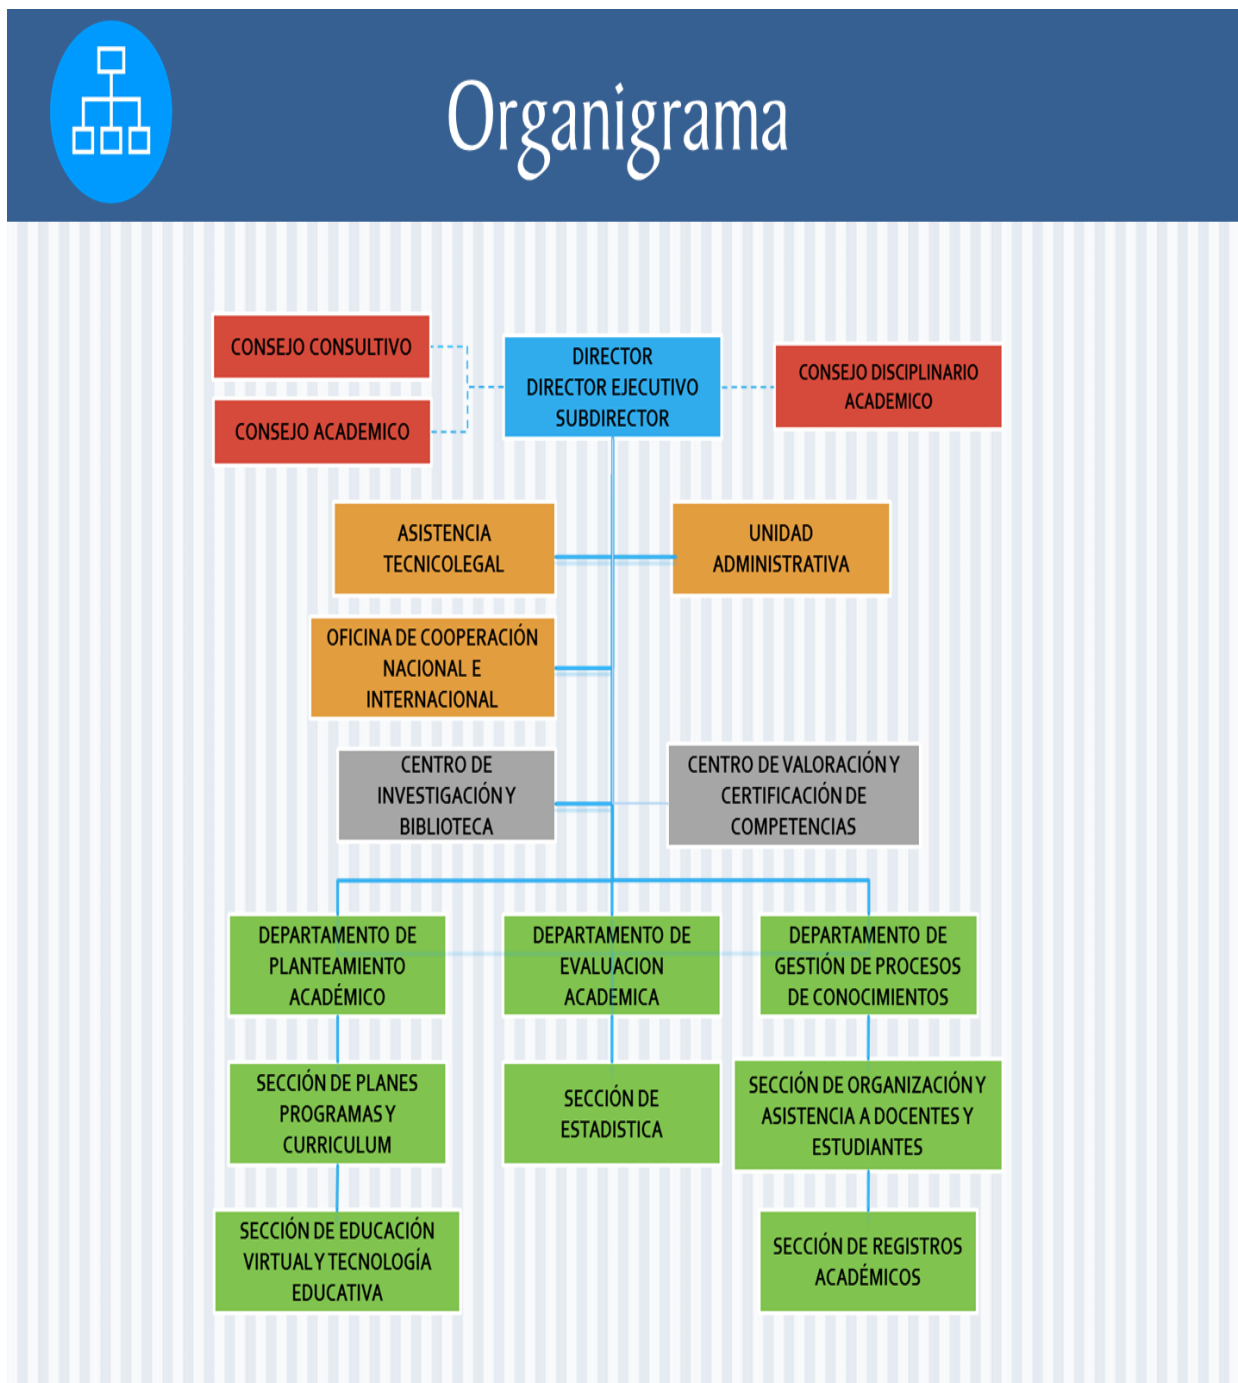 Organigrama
CONSEJO CONSULTIVO
CONSEJO ACADEMICO
DIRECTOR
DIRECTOR EJECUTIVO
SUBDIRECTOR
CONSEJO DISCIPLINARIO
ACADEMICO
ASISTENCIA
TECNICOLEGAL
UNIDAD
ADMINISTRATIVA
OFICINA DE COOPERACIÓN
NACIONAL E
INTERNACIONAL
CENTRO DE
INVESTIGACIÓN Y
BIBLIOTECA
CENTRO DE VALORACIÓN Y
CERTIFICACIÓN DE
COMPETENCIAS
DEPARTAMENTO DE
PLANTEAMIENTO
ACADÉMICO
DEPARTAMENTO DE
EVALUACION
ACADEMICA
DEPARTAMENTO DE
GESTIÓN DE PROCESOS
DE CONOCIMIENTOS
SECCIÓN DE PLANES
PROGRAMAS Y
CURRICULUM
SECCIÓN DE
ESTADISTICA
SECCIÓN DE ORGANIZACIÓN Y
ASISTENCIA A DOCENTES Y
ESTUDIANTES
SECCIÓN DE EDUCACIÓN
VIRTUAL Y TECNOLOGÍA
EDUCATIVA
SECCIÓN DE REGISTROS
ACADÉMICOS